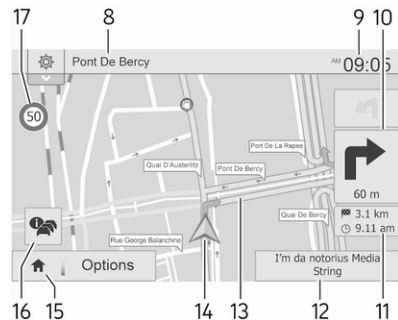 17
8
9
10
Pont De Bercy
AM 09:05
50
Port De La Rapee
Quai D'Austerlitz
Pont De Bercy
60 m
Quai De Bercy
3.1 km
9.11 am
Rue George Balanchine
Options
I'm da notorius Media
String
16
15
14
13
12
11